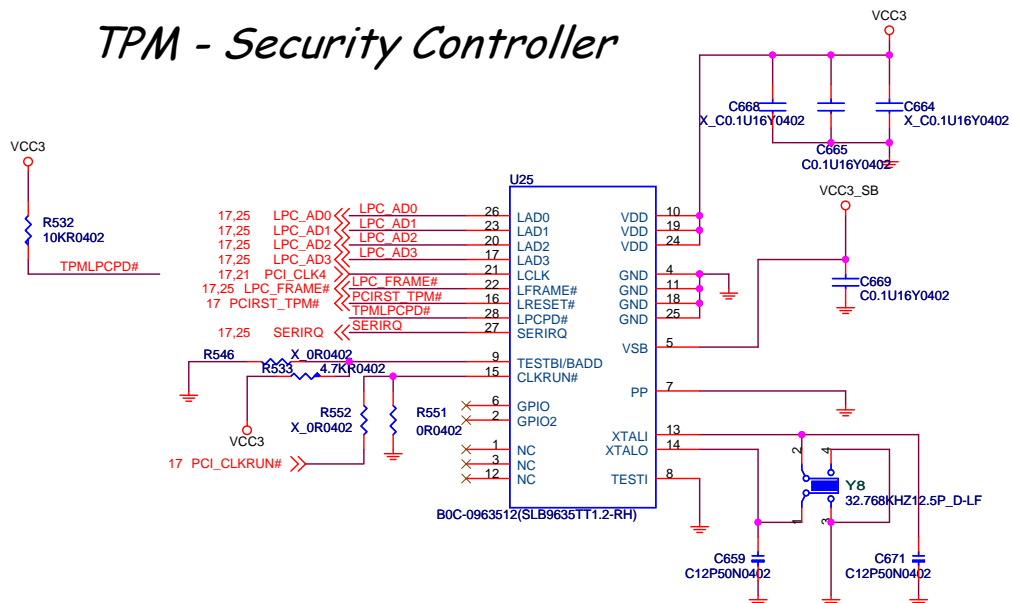 TPM - Security Controller
VCC3
C668
X_C0.1U16Y0402
C664
X_C0.1U16Y0402
C665
C0.1U16Y0402
VCC3
R532
10KR0402
TPMLPCPD#
VCC3_SB
C669
C0.1U16Y0402
U25
17,25 LPC_AD0 LPC_AD0 26 LAD0 VDD 10
17,25 LPC_AD1 LPC_AD1 23 LAD1 VDD 19
17,25 LPC_AD2 LPC_AD2 20 LAD2 VDD 24
17,25 LPC_AD3 LPC_AD3 17 LAD3
17,21 PCI_CLK4 21 LCLK GND 4
17,25 LPC_FRAME# LPC_FRAME# 22 LFRAME# GND 11
17 PCIRST_TPM# PCIRST_TPM# 16 LRESET# GND 18
TPMLPCPD# 28 LPCPD# GND 25
17,25 SERIRQ SERIRQ 27 SERIRQ
VSB 5
R546 X_0R0402 9 TESTBI/BADD
R533 4.7KR0402 15 CLKRUN#
PP 7
6 GPIO
2 GPIO2
R552
X_0R0402
R551
0R0402
VCC3
XTALI 13
XTALO 14
1 NC
3 NC
12 NC
TESTI 8
17 PCI_CLKRUN#
B0C-0963512(SLB9635TT1.2-RH)
2 4
Y8
32.768KHZ12.5P_D-LF
1 3
C659
C12P50N0402
C671
C12P50N0402